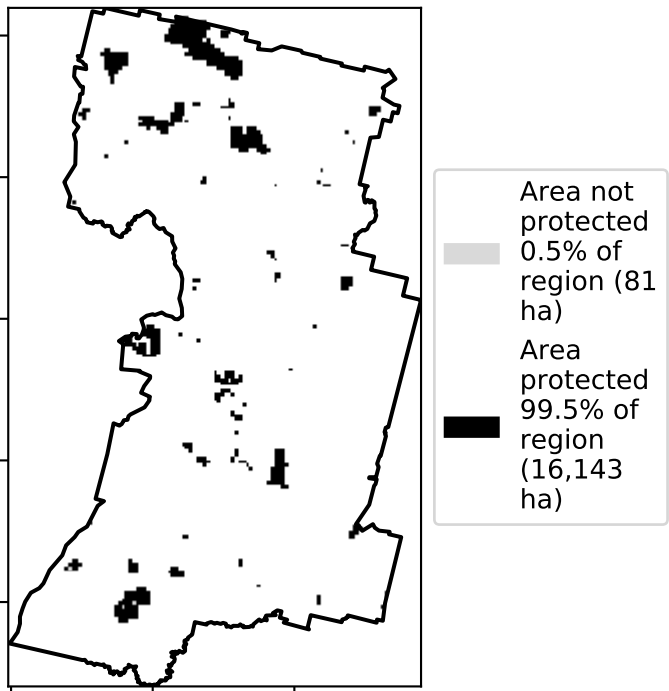 Area not
protected
0.5% of
region (81
ha)
Area
protected
99.5% of
region
(16,143
ha)